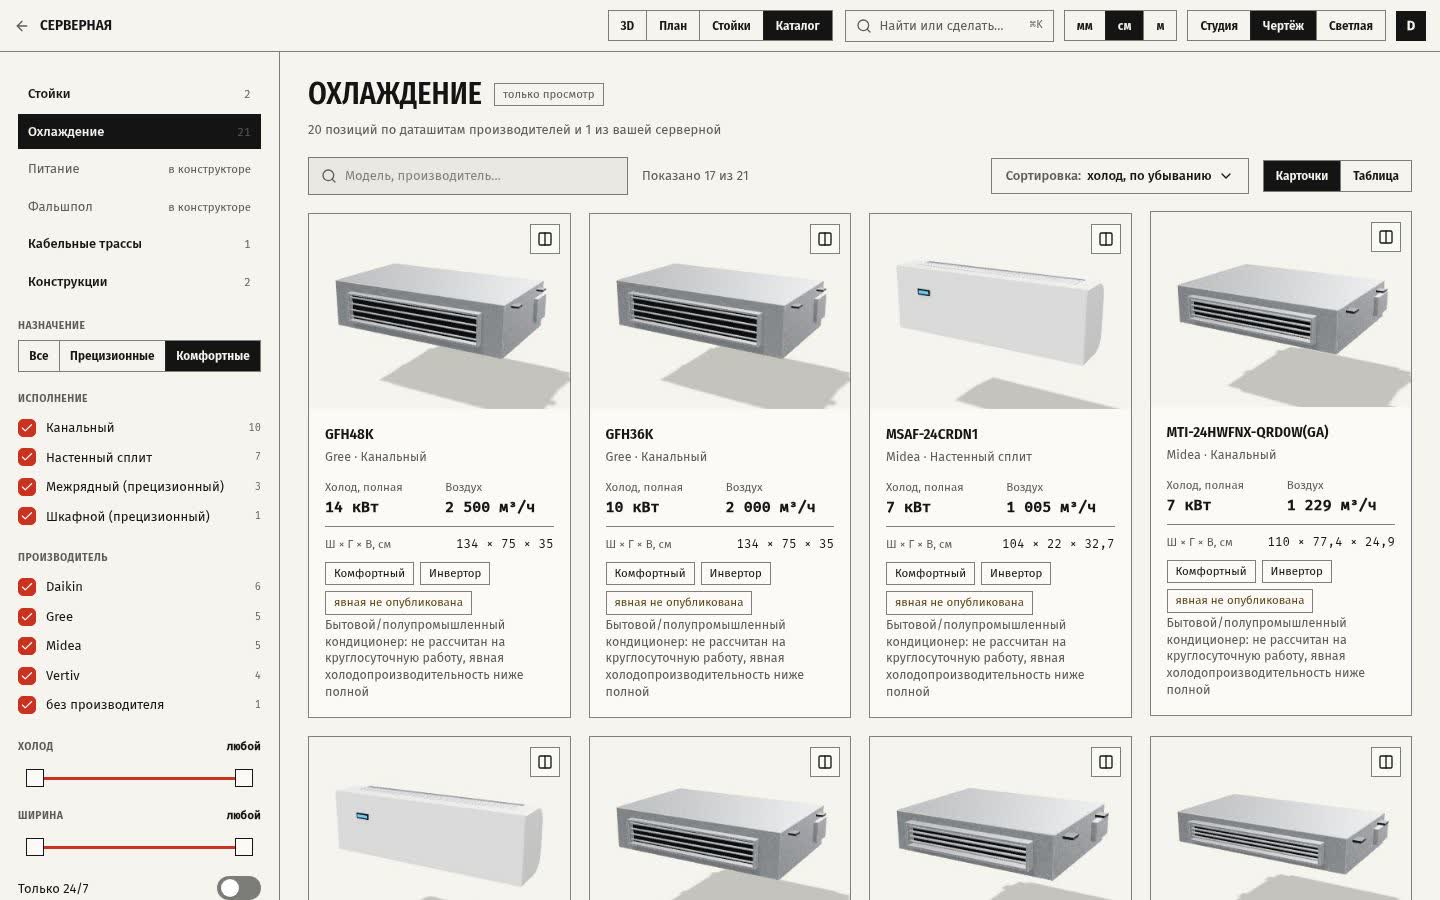 СЕРВЕРНАЯ
3D План Стойки Каталог
Найти или сделать... ⌘K
мм см м
Студия Чертёж Светлая
D
Стойки 2
Охлаждение 21
Питание в конструкторе
Фальшпол в конструкторе
Кабельные трассы 1
Конструкции 2
НАЗНАЧЕНИЕ
Все Прецизионные Комфортные
ИСПОЛНЕНИЕ
Канальный 10
Настенный сплит 7
Межрядный (прецизионный) 3
Шкафной (прецизионный) 1
ПРОИЗВОДИТЕЛЬ
Daikin 6
Gree 5
Midea 5
Vertiv 4
без производителя 1
ХОЛОД любой
ШИРИНА любой
Только 24/7
ОХЛАЖДЕНИЕ только просмотр
20 позиций по даташитам производителей и 1 из вашей серверной
Модель, производитель...
Показано 17 из 21
Сортировка: холод, по убыванию
Карточки Таблица
GFH48K
Gree · Канальный
Холод, полная Воздух
14 кВт 2 500 м³/ч
Ш × Г × В, см 134 × 75 × 35
Комфортный Инвертор
явная не опубликована
Бытовой/полупромышленный
кондиционер: не рассчитан на
круглосуточную работу, явная
холодопроизводительность ниже
полной
GFH36K
Gree · Канальный
Холод, полная Воздух
10 кВт 2 000 м³/ч
Ш × Г × В, см 134 × 75 × 35
Комфортный Инвертор
явная не опубликована
Бытовой/полупромышленный
кондиционер: не рассчитан на
круглосуточную работу, явная
холодопроизводительность ниже
полной
MSAF-24CRDN1
Midea · Настенный сплит
Холод, полная Воздух
7 кВт 1 005 м³/ч
Ш × Г × В, см 104 × 22 × 32,7
Комфортный Инвертор
явная не опубликована
Бытовой/полупромышленный
кондиционер: не рассчитан на
круглосуточную работу, явная
холодопроизводительность ниже
полной
MTI-24HWFNX-QRD0W(GA)
Midea · Канальный
Холод, полная Воздух
7 кВт 1 229 м³/ч
Ш × Г × В, см 110 × 77,4 × 24,9
Комфортный Инвертор
явная не опубликована
Бытовой/полупромышленный
кондиционер: не рассчитан на
круглосуточную работу, явная
холодопроизводительность ниже
полной